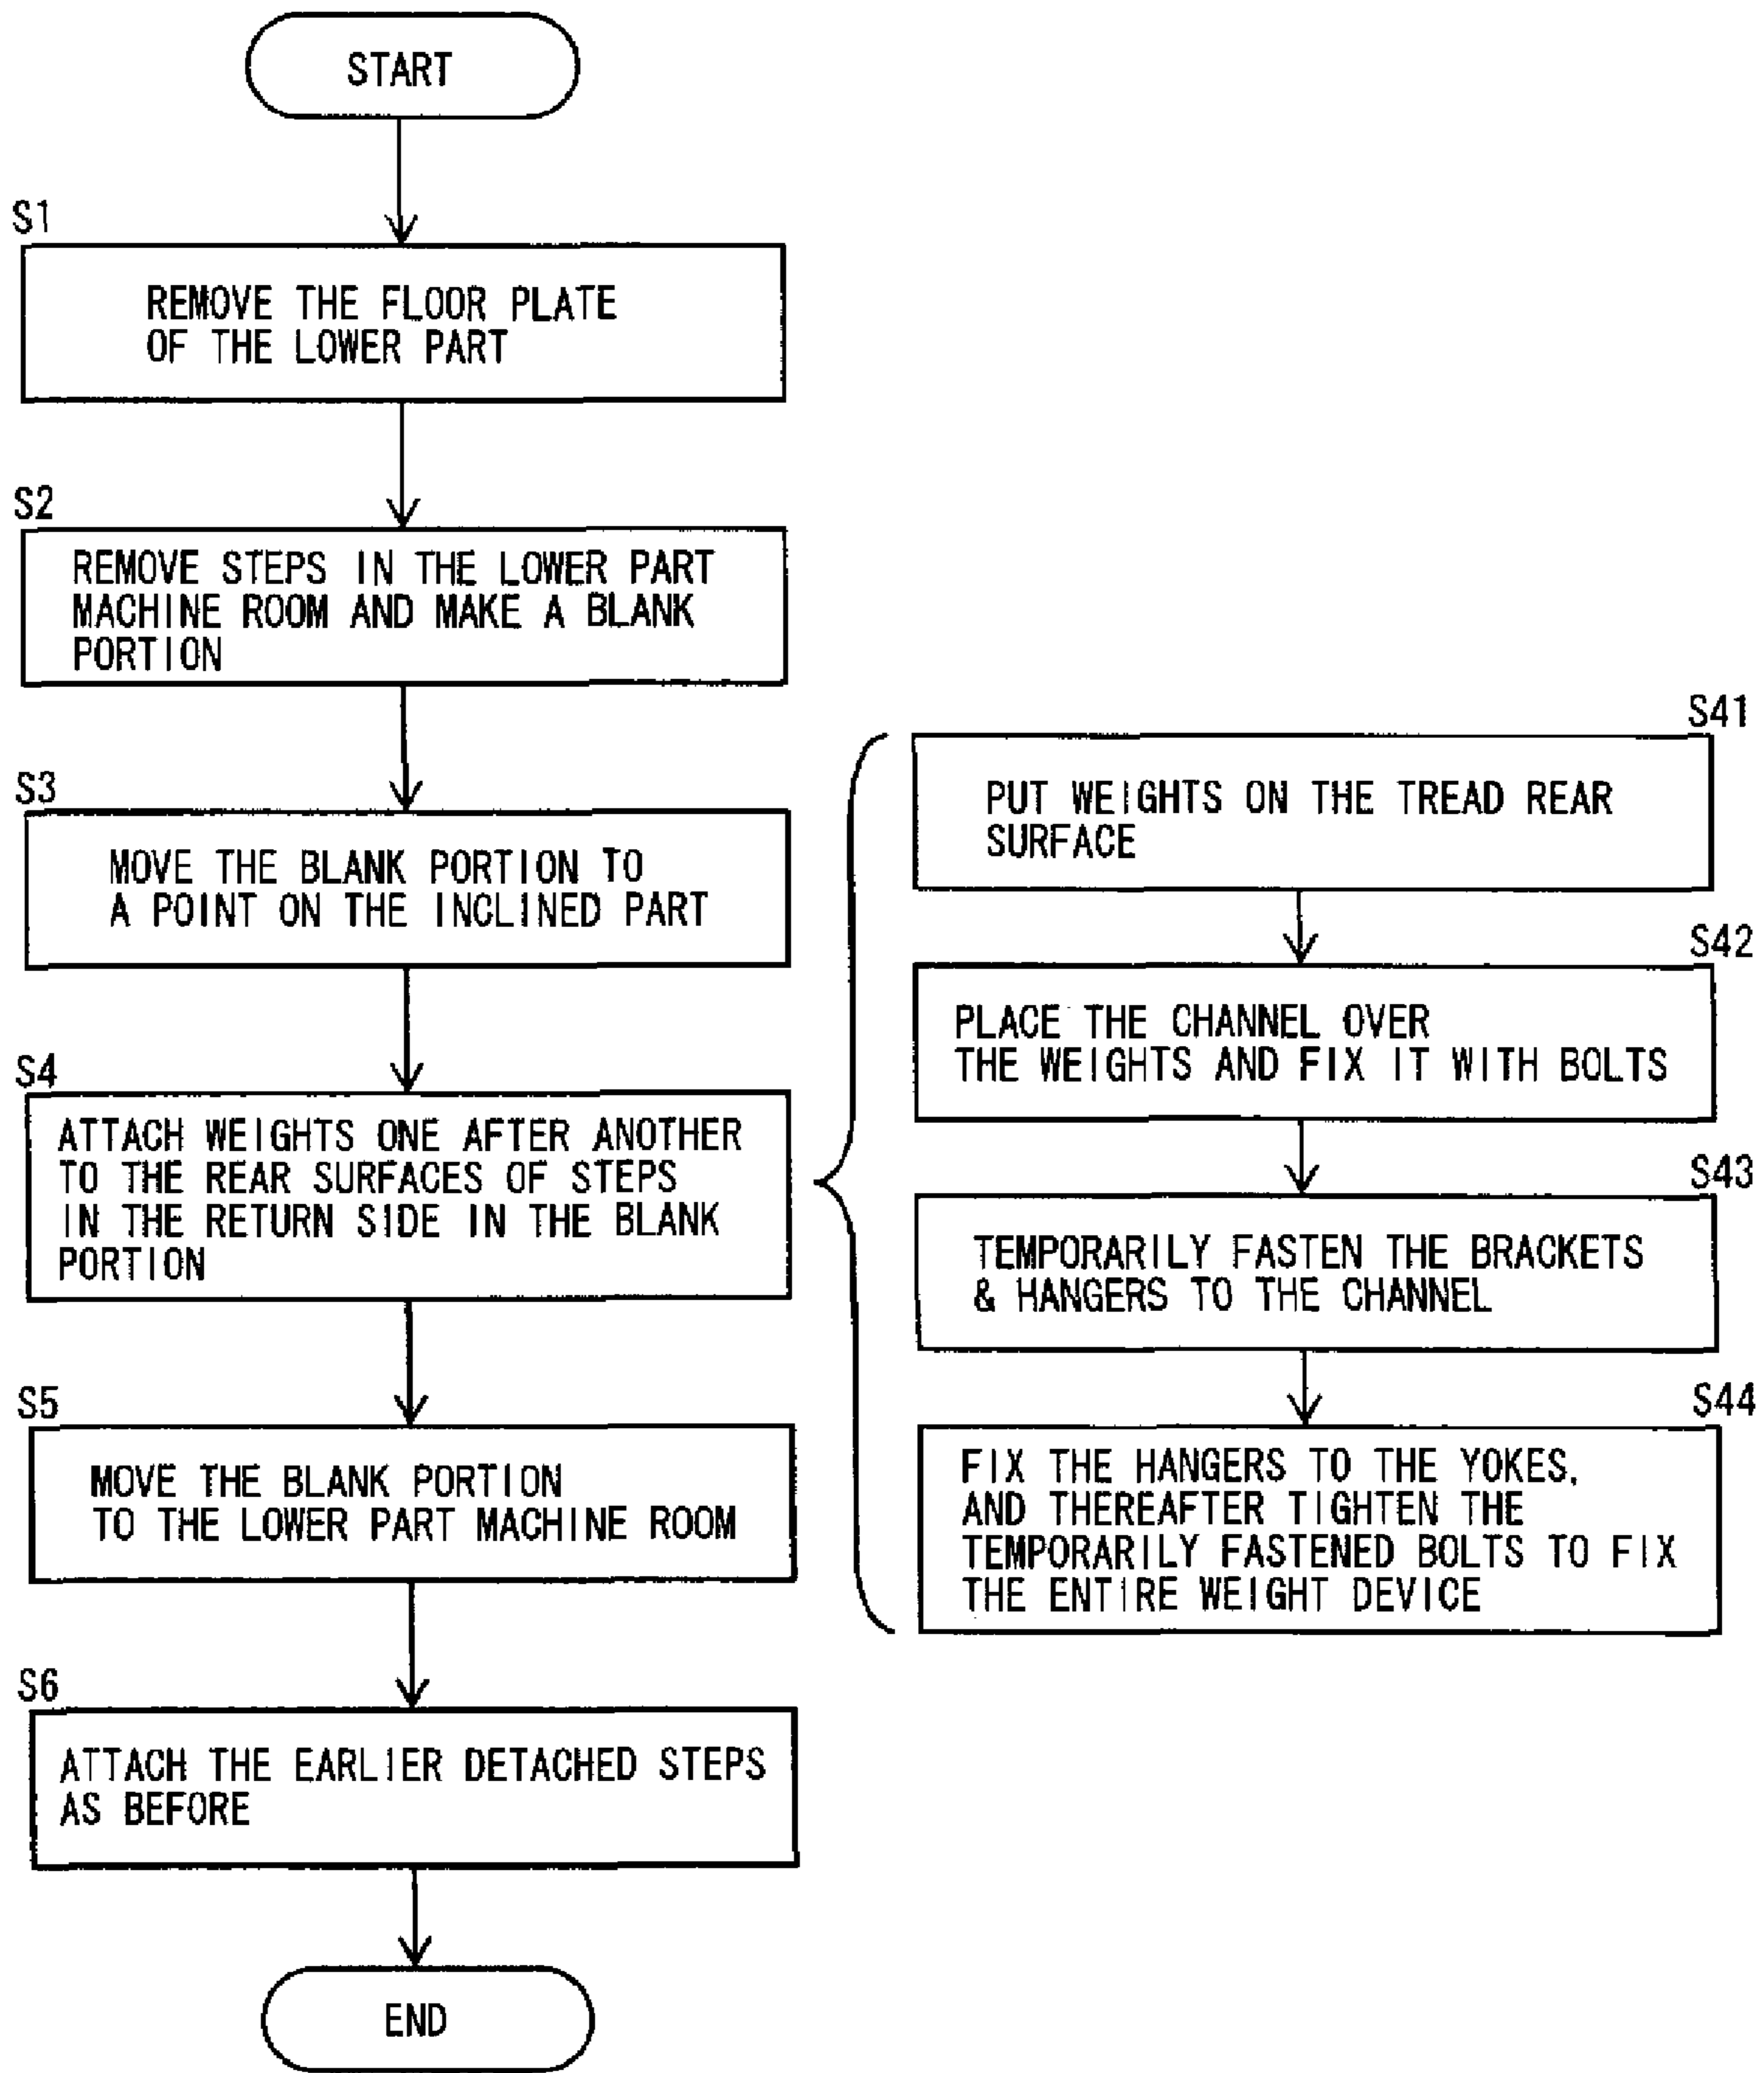 START
S1
REMOVE THE FLOOR PLATE
OF THE LOWER PART
S2
REMOVE STEPS IN THE LOWER PART
MACHINE ROOM AND MAKE A BLANK
PORTION
S3
MOVE THE BLANK PORTION TO
A POINT ON THE INCLINED PART
S4
ATTACH WEIGHTS ONE AFTER ANOTHER
TO THE REAR SURFACES OF STEPS
IN THE RETURN SIDE IN THE BLANK
PORTION
S5
MOVE THE BLANK PORTION
TO THE LOWER PART MACHINE ROOM
S6
ATTACH THE EARLIER DETACHED STEPS
AS BEFORE
END
S41
PUT WEIGHTS ON THE TREAD REAR
SURFACE
S42
PLACE THE CHANNEL OVER
THE WEIGHTS AND FIX IT WITH BOLTS
S43
TEMPORARILY FASTEN THE BRACKETS
& HANGERS TO THE CHANNEL
S44
FIX THE HANGERS TO THE YOKES,
AND THEREAFTER TIGHTEN THE
TEMPORARILY FASTENED BOLTS TO FIX
THE ENTIRE WEIGHT DEVICE